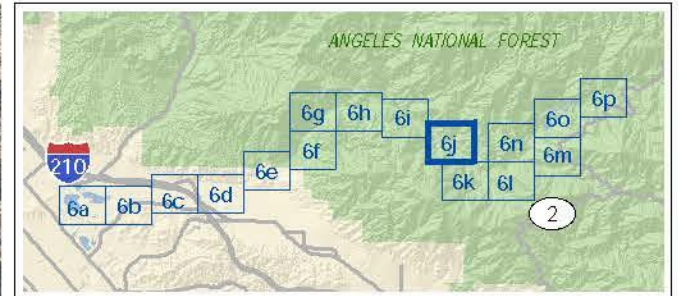 ANGELES NATIONAL FOREST
6p
6g 6h 6i 6o
6j 6n
6f 6m
210 6e 6k 6l
6a 6b 6c 6d 2